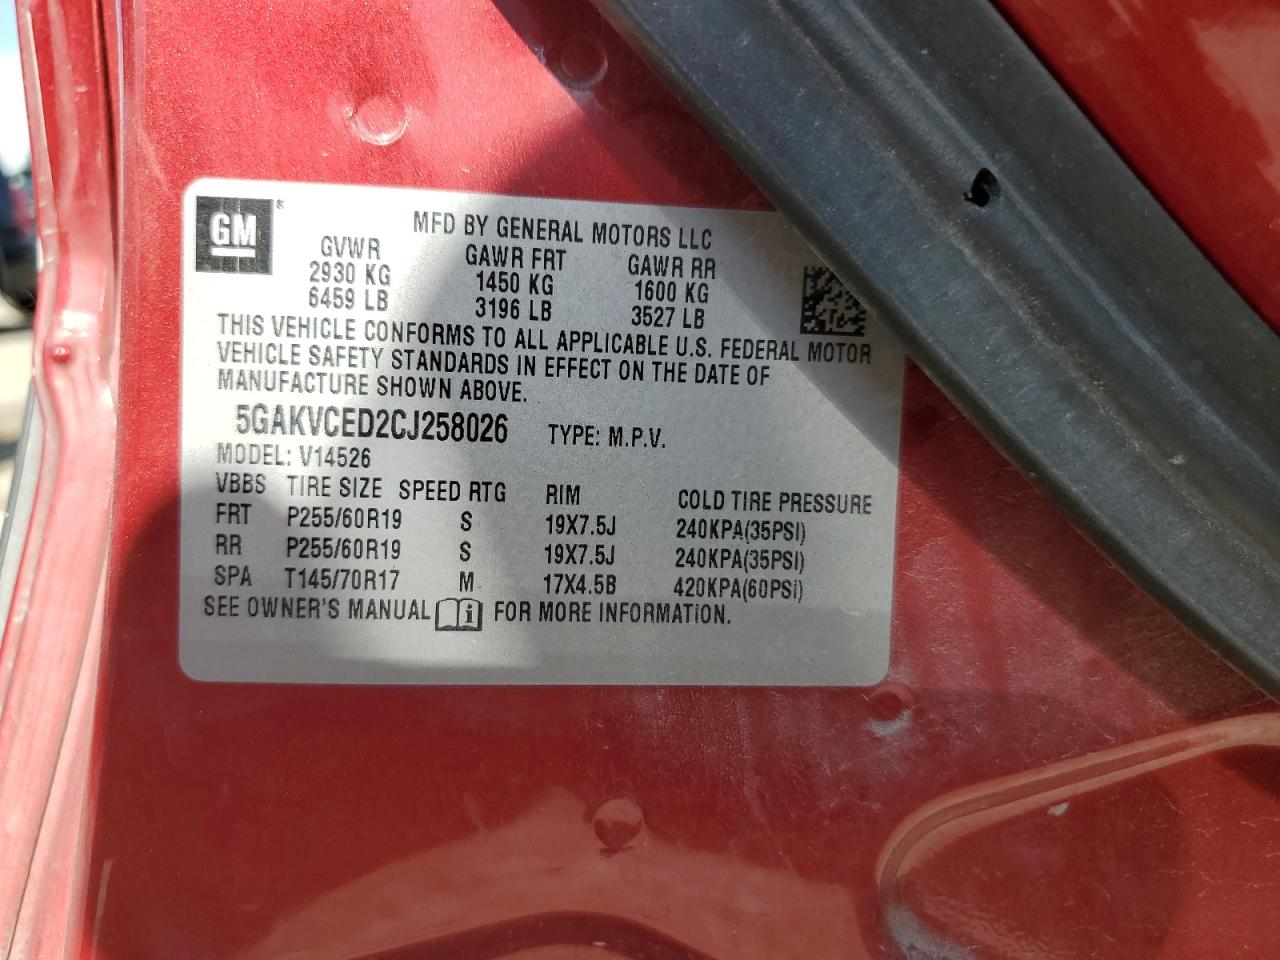 GM ®
MFD BY GENERAL MOTORS LLC
GVWR GAWR FRT GAWR RR
2930 KG 1450 KG 1600 KG
6459 LB 3196 LB 3527 LB
THIS VEHICLE CONFORMS TO ALL APPLICABLE U.S. FEDERAL MOTOR
VEHICLE SAFETY STANDARDS IN EFFECT ON THE DATE OF
MANUFACTURE SHOWN ABOVE.
5GAKVCED2CJ258026 TYPE: M.P.V.
MODEL: V14526
VBBS TIRE SIZE SPEED RTG RIM COLD TIRE PRESSURE
FRT P255/60R19 S 19X7.5J 240KPA(35PSI)
RR P255/60R19 S 19X7.5J 240KPA(35PSI)
SPA T145/70R17 M 17X4.5B 420KPA(60PSI)
SEE OWNER'S MANUAL i FOR MORE INFORMATION.